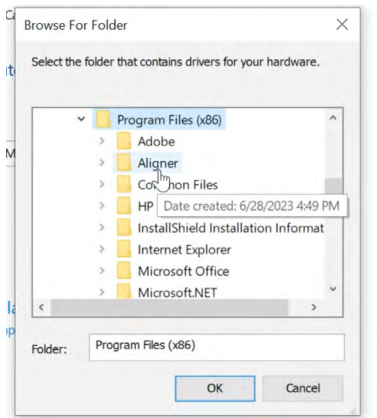 Browse For Folder
Select the folder that contains drivers for your hardware.
Program Files (x86)
Adobe
Aligner
Common Files
HP
Date created: 6/28/2023 4:49 PM
InstallShield Installation Informat
Internet Explorer
Microsoft Office
Microsoft.NET
Folder:
Program Files (x86)
OK
Cancel